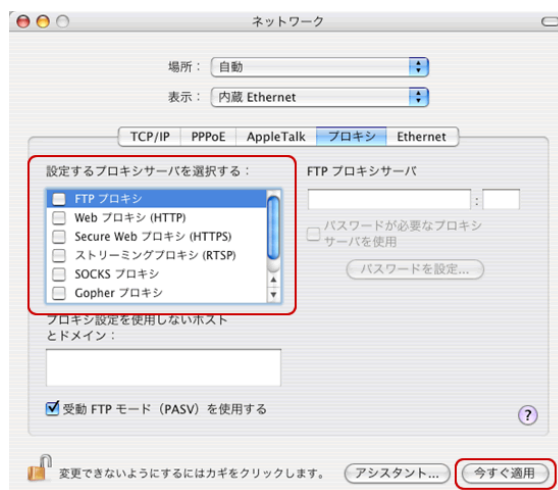 ネットワーク
場所： 自動
表示： 内蔵 Ethernet
TCP/IP PPPoE AppleTalk プロキシ Ethernet
設定するプロキシサーバを選択する：
FTP プロキシ
Web プロキシ (HTTP)
Secure Web プロキシ (HTTPS)
ストリーミングプロキシ (RTSP)
SOCKS プロキシ
Gopher プロキシ
FTP プロキシサーバ
:
パスワードが必要なプロキシ
サーバを使用
パスワードを設定...
プロキシ設定を使用しないホスト
とドメイン：
受動 FTP モード（PASV）を使用する
?
変更できないようにするにはカギをクリックします。
アシスタント...
今すぐ適用